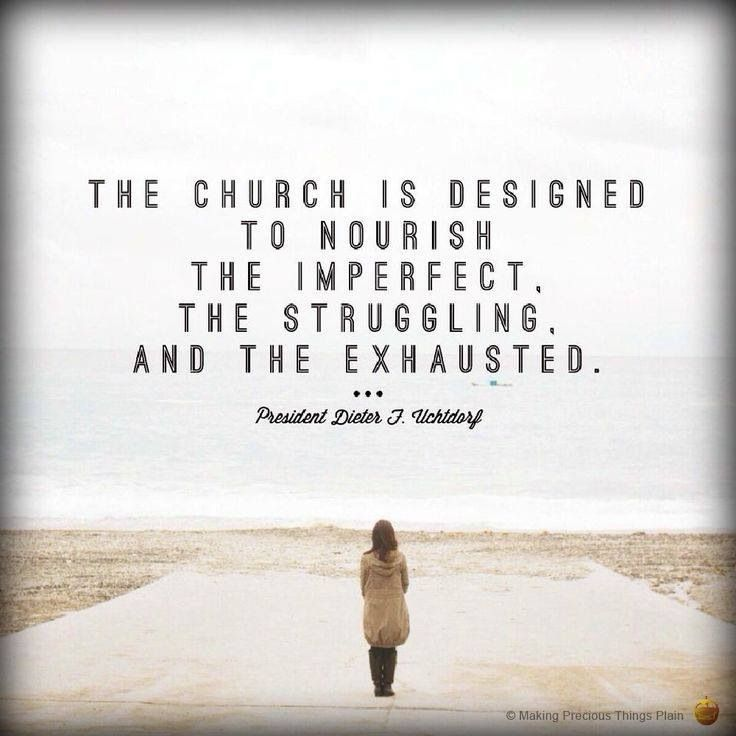 THE CHURCH IS DESIGNED
TO NOURISH
THE IMPERFECT,
THE STRUGGLING,
AND THE EXHAUSTED.
...
President Dieter F. Uchtdorf
© Making Precious Things Plain